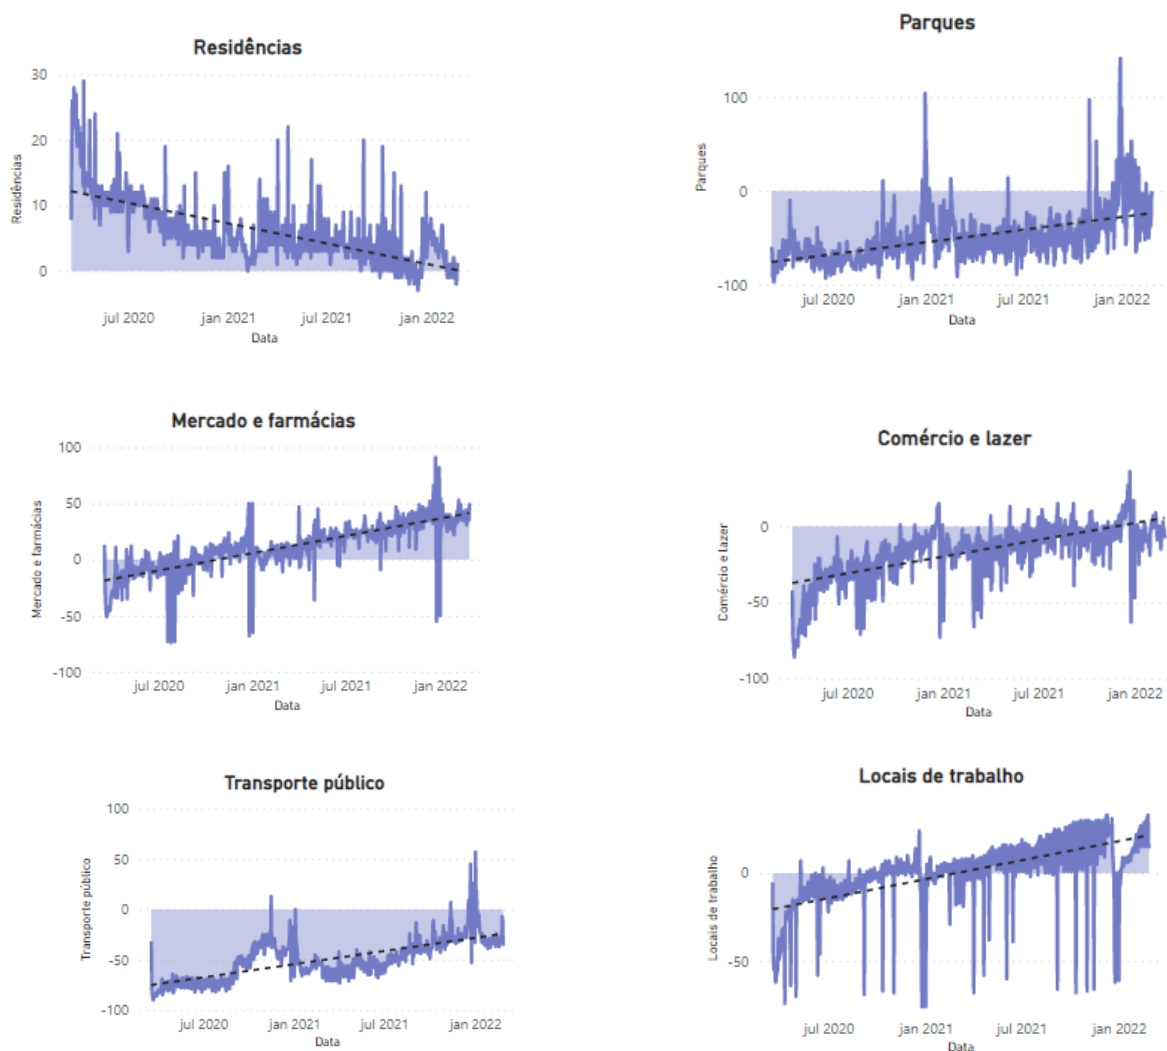 Residências
30
20
10
0
Residências
jul 2020 jan 2021 jul 2021 jan 2022
Data
Parques
100
0
-100
Parques
jul 2020 jan 2021 jul 2021 jan 2022
Data
Mercado e farmácias
100
50
0
-50
-100
Mercado e farmácias
jul 2020 jan 2021 jul 2021 jan 2022
Data
Comércio e lazer
0
-50
-100
Comércio e lazer
jul 2020 jan 2021 jul 2021 jan 2022
Data
Transporte público
100
50
0
-50
-100
Transporte público
jul 2020 jan 2021 jul 2021 jan 2022
Data
Locais de trabalho
0
-50
Locais de trabalho
jul 2020 jan 2021 jul 2021 jan 2022
Data